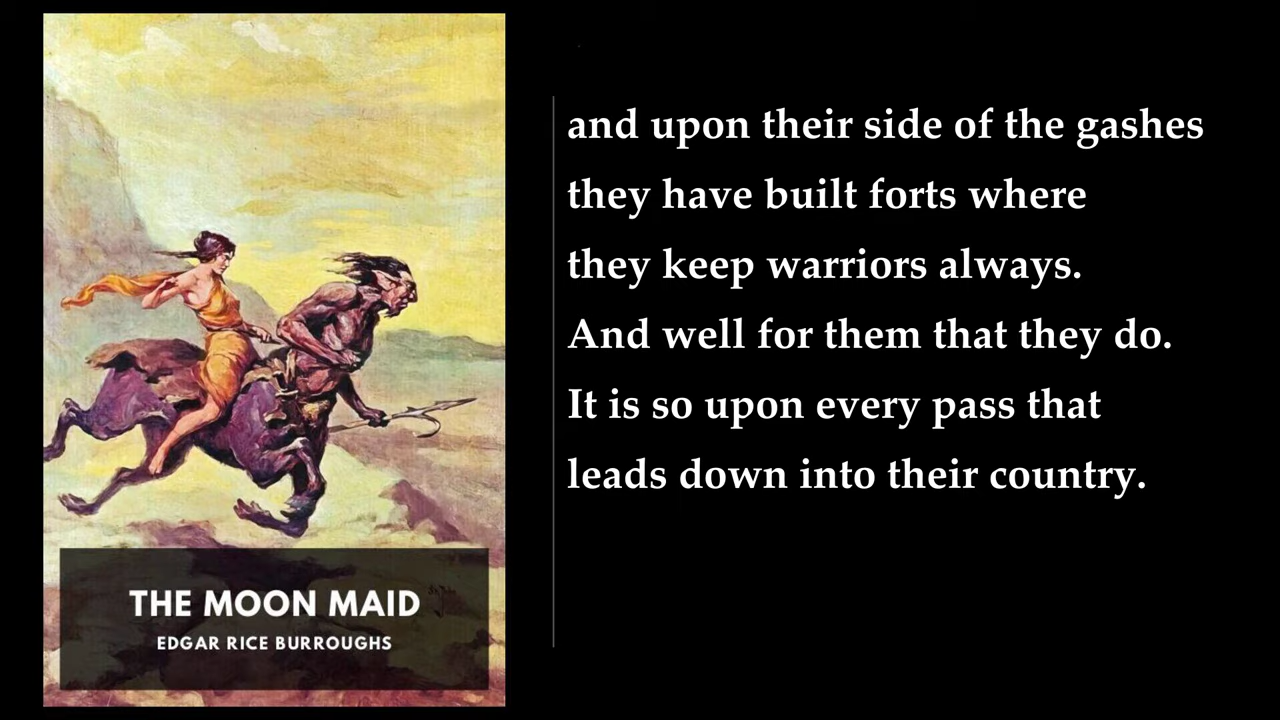 and upon their side of the gashes
they have built forts where
they keep warriors always.
And well for them that they do.
It is so upon every pass that
leads down into their country.
THE MOON MAID
EDGAR RICE BURROUGHS